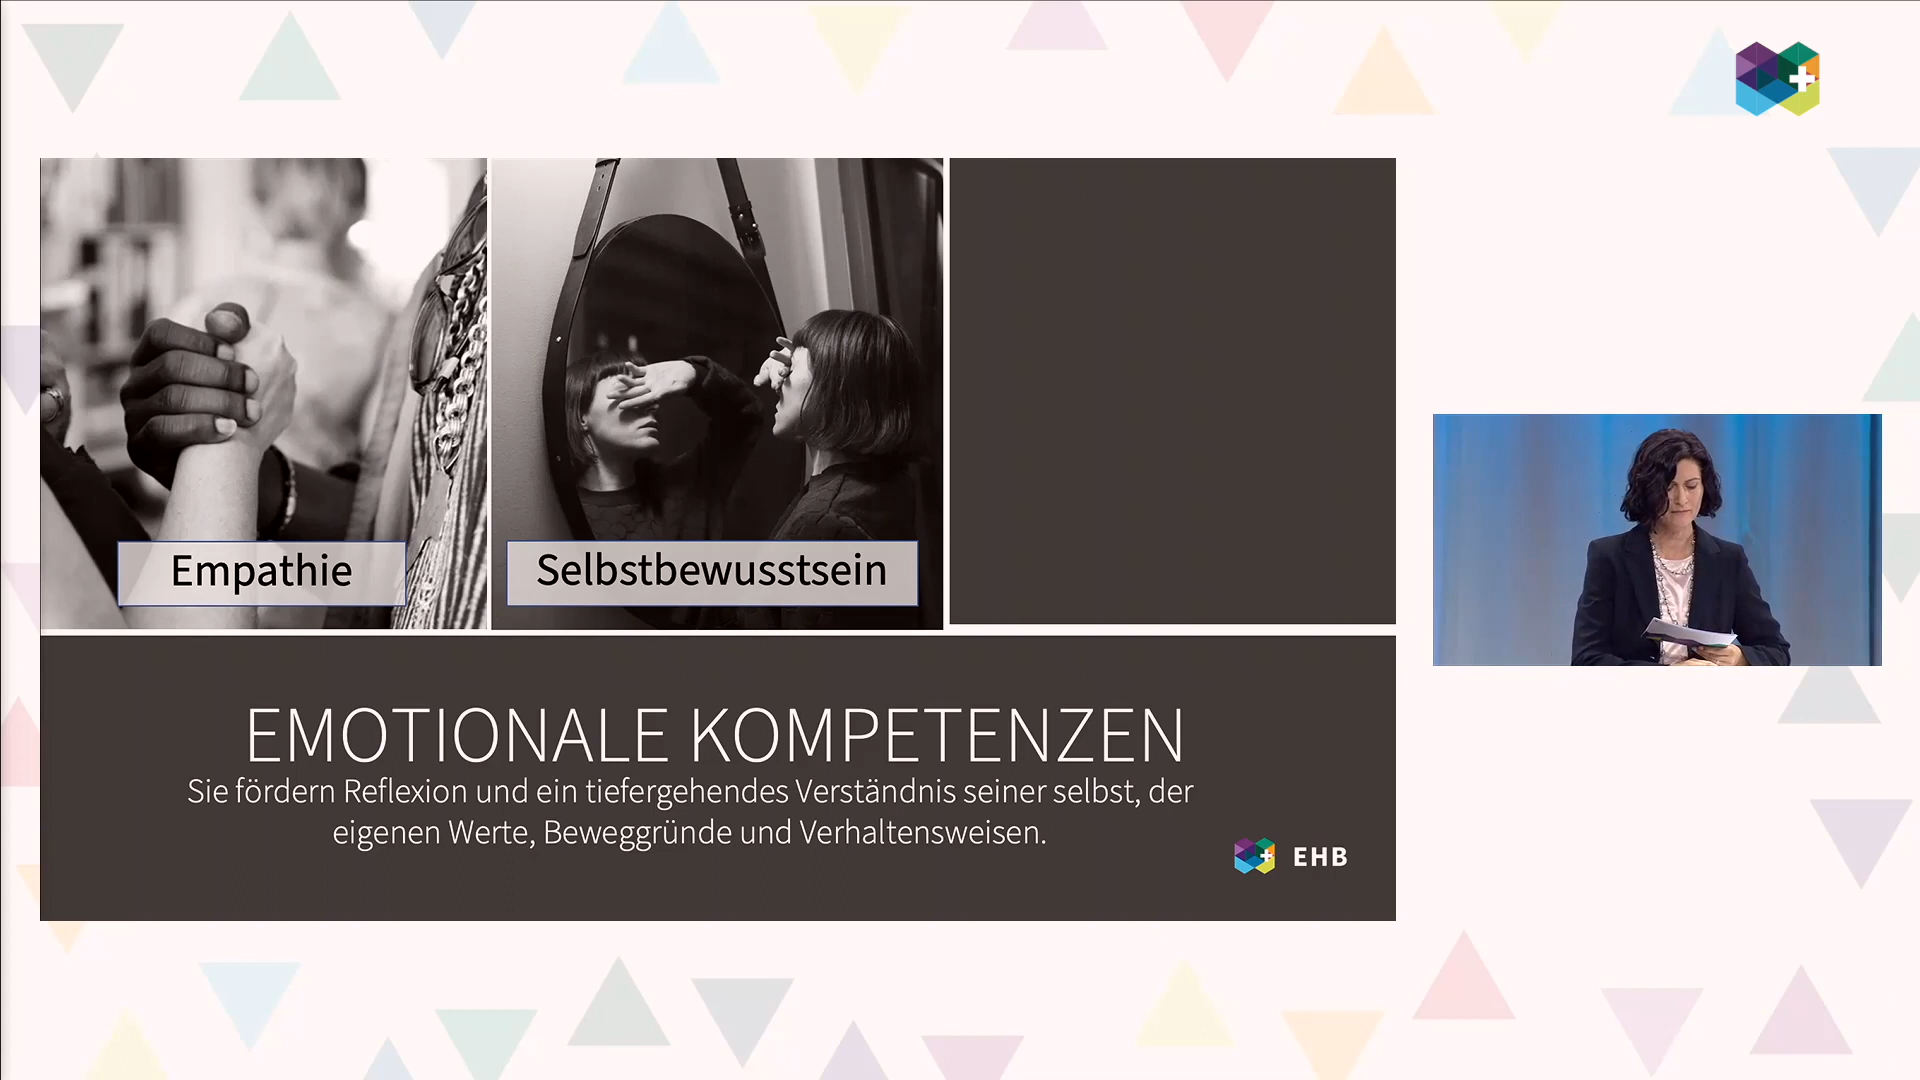 Empathie
Selbstbewusstsein
EMOTIONALE KOMPETENZEN
Sie fördern Reflexion und ein tiefergehendes Verständnis seiner selbst, der
eigenen Werte, Beweggründe und Verhaltensweisen.
EHB